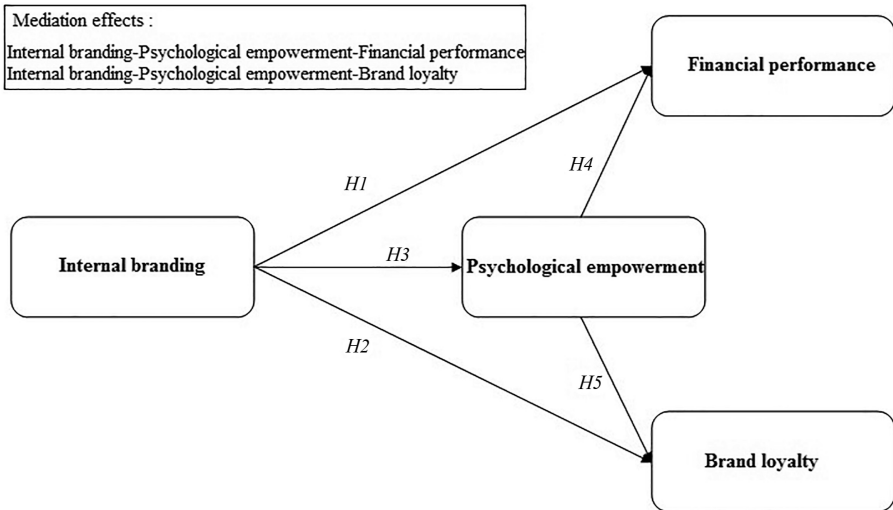 Mediation effects :
Internal branding-Psychological empowerment-Financial performance
Internal branding-Psychological empowerment-Brand loyalty
Financial performance
H1
H4
Internal branding
H3
Psychological empowerment
H2
H5
Brand loyalty